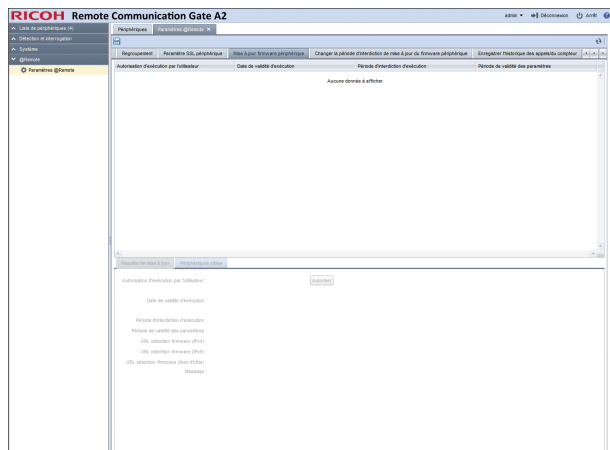 RICOH Remote Communication Gate A2
admin Déconnexion Arrêt
Liste de périphériques (4)
Détection et interrogation
Système
@Remote
Paramètres @Remote
Périphériques Paramètres @Remote
Regroupement Paramètre SSL périphérique Mise à jour firmware périphérique Changer la période d'interdiction de mise à jour du firmware périphérique Enregistrer l'historique des appels/du compteur
Autorisation d'exécution par l'utilisateur Date de validité d'exécution Période d'interdiction d'exécution Période de validité des paramètres
Aucune donnée à afficher.
Requête de mise à jour Périphériques cibles
Autorisation d'exécution par l'utilisateur : Autoriser
Date de validité d'exécution :
Période d'interdiction d'exécution :
Période de validité des paramètres :
URL obtention firmware (IPv4) :
URL obtention firmware (IPv6) :
URL obtention firmware (Nom d'hôte) :
Message :